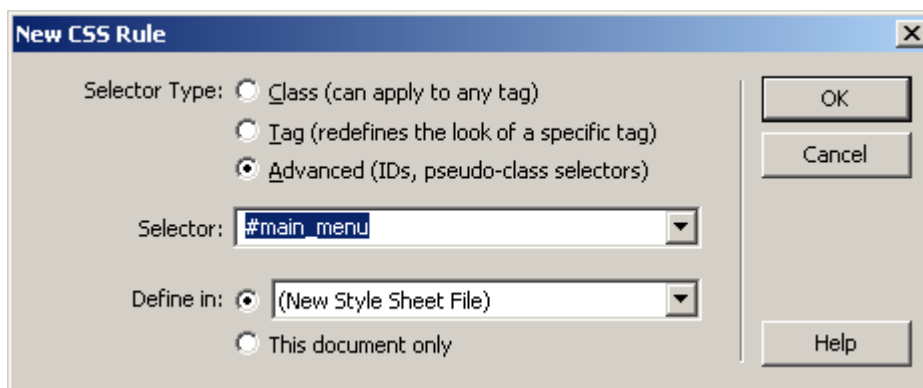 New CSS Rule
Selector Type: Class (can apply to any tag)
Tag (redefines the look of a specific tag)
Advanced (IDs, pseudo-class selectors)
Selector: #main_menu
Define in: (New Style Sheet File)
This document only
OK
Cancel
Help